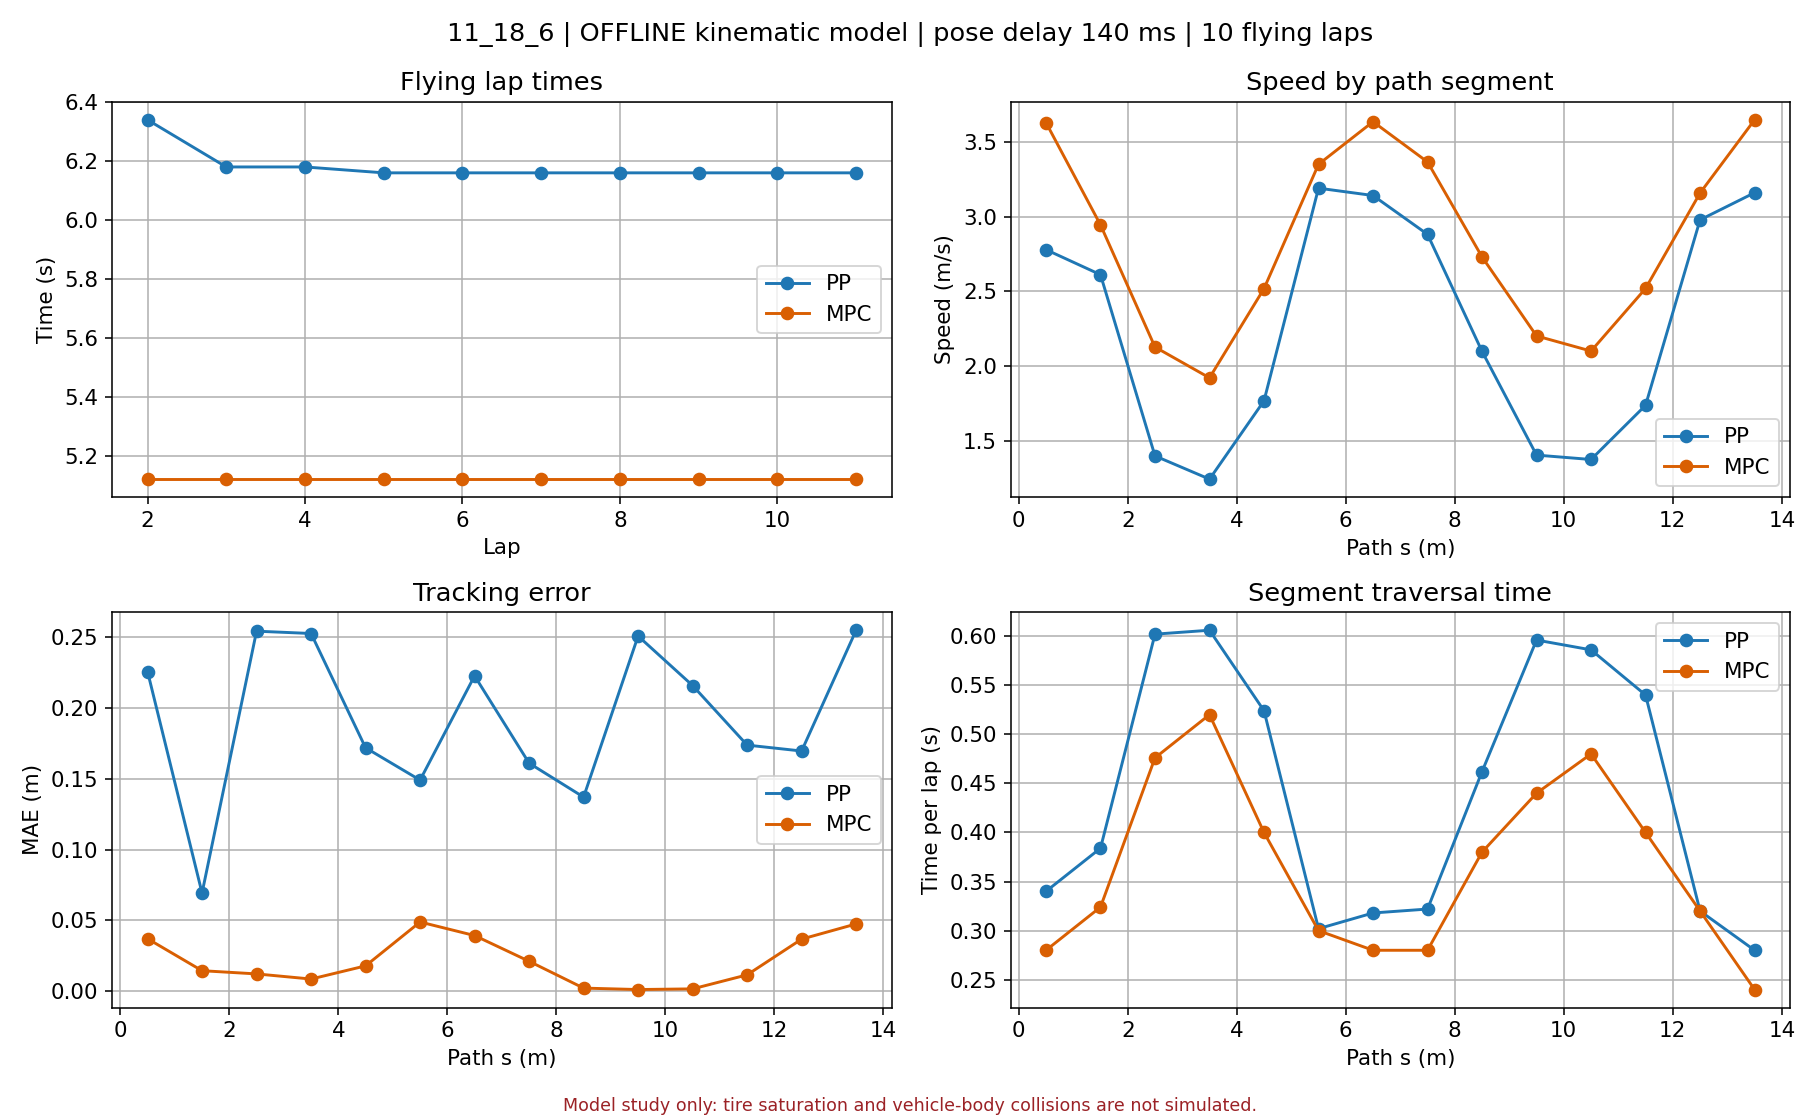 11_18_6 | OFFLINE kinematic model | pose delay 140 ms | 10 flying laps
Flying lap times
6.4
6.2
6.0
5.8
5.6
5.4
5.2
Time (s)
PP
MPC
2
4
6
8
10
Lap
Speed by path segment
3.5
3.0
2.5
2.0
1.5
Speed (m/s)
PP
MPC
0
2
4
6
8
10
12
14
Path s (m)
Tracking error
0.25
0.20
0.15
0.10
0.05
0.00
MAE (m)
PP
MPC
0
2
4
6
8
10
12
14
Path s (m)
Segment traversal time
0.60
0.55
0.50
0.45
0.40
0.35
0.30
0.25
Time per lap (s)
PP
MPC
0
2
4
6
8
10
12
14
Path s (m)
Model study only: tire saturation and vehicle-body collisions are not simulated.